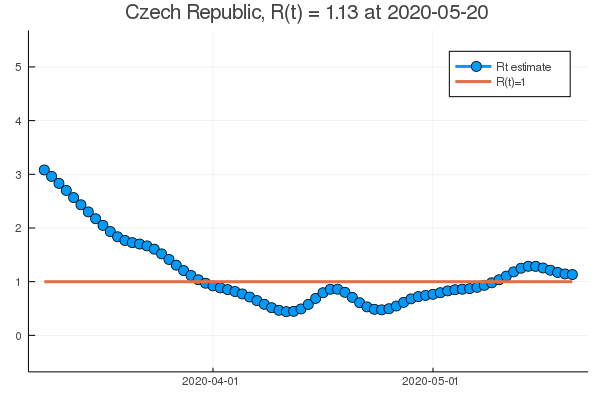 Czech Republic, R(t) = 1.13 at 2020-05-20
5
4
3
2
1
0
Rt estimate
R(t)=1
2020-04-01
2020-05-01